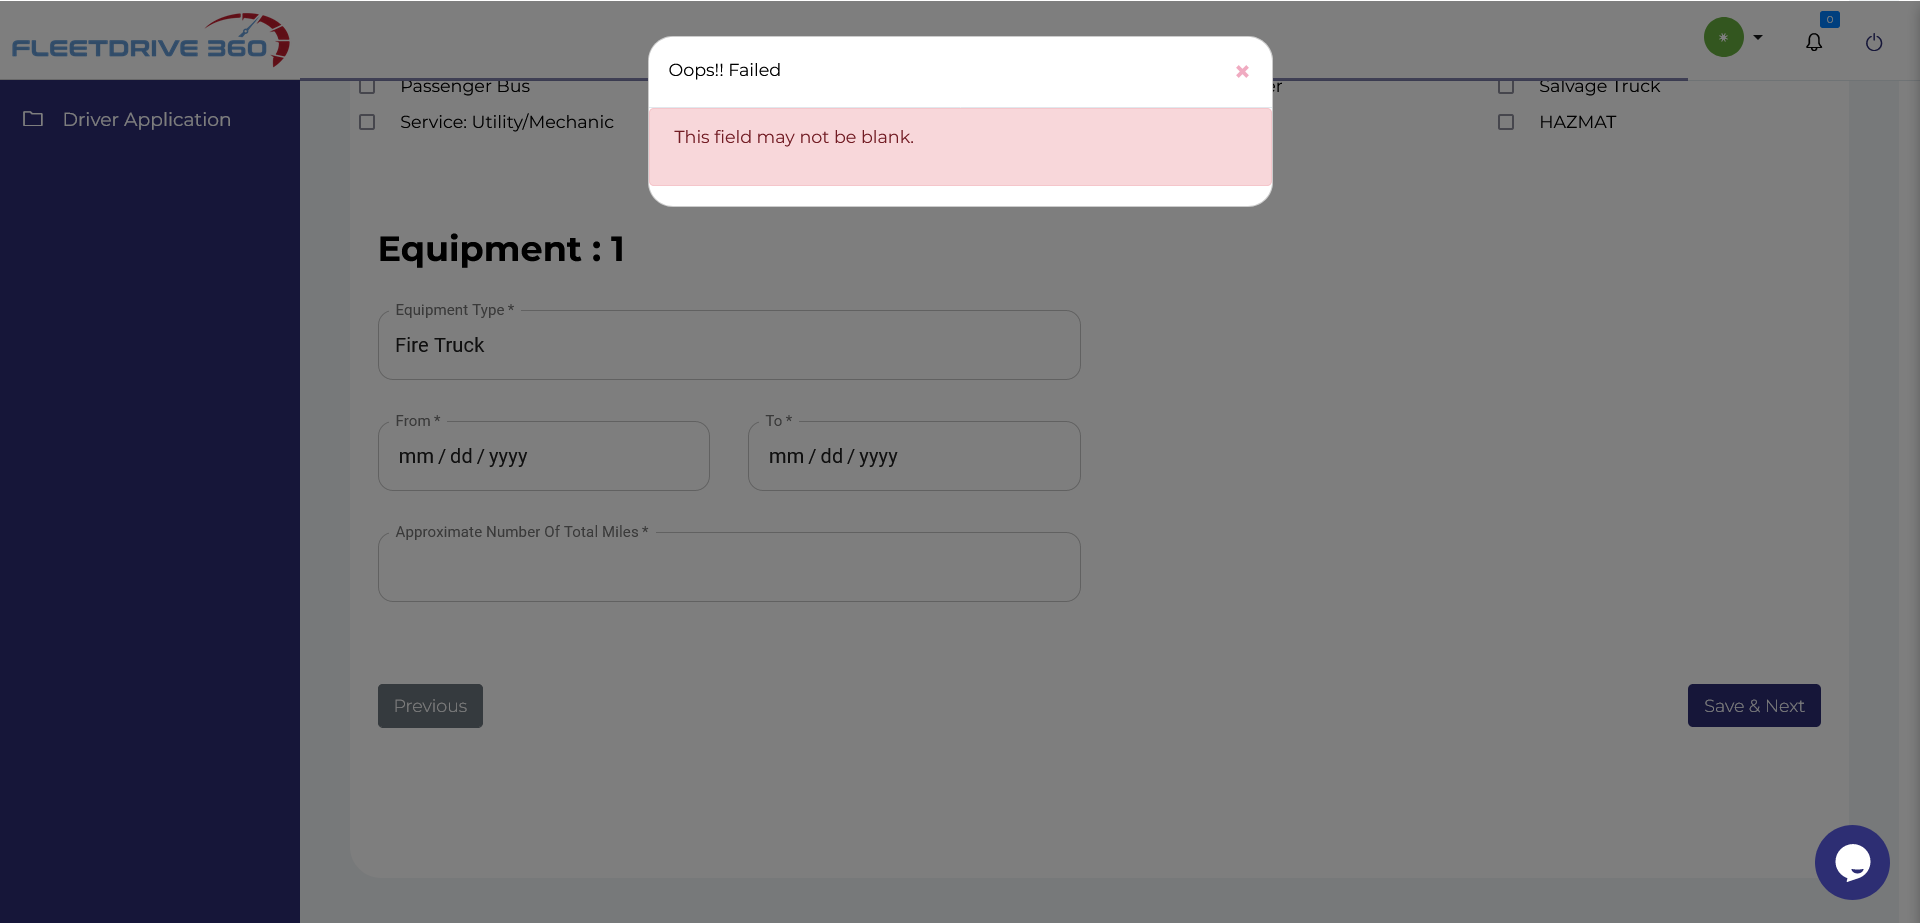 FLEETDRIVE 360
0
Oops!! Failed
Driver Application
Passenger Bus
Salvage Truck
Service: Utility/Mechanic
HAZMAT
This field may not be blank.
Equipment : 1
Equipment Type *
Fire Truck
From *
To *
mm / dd / yyyy
mm / dd / yyyy
Approximate Number Of Total Miles *
Previous
Save & Next